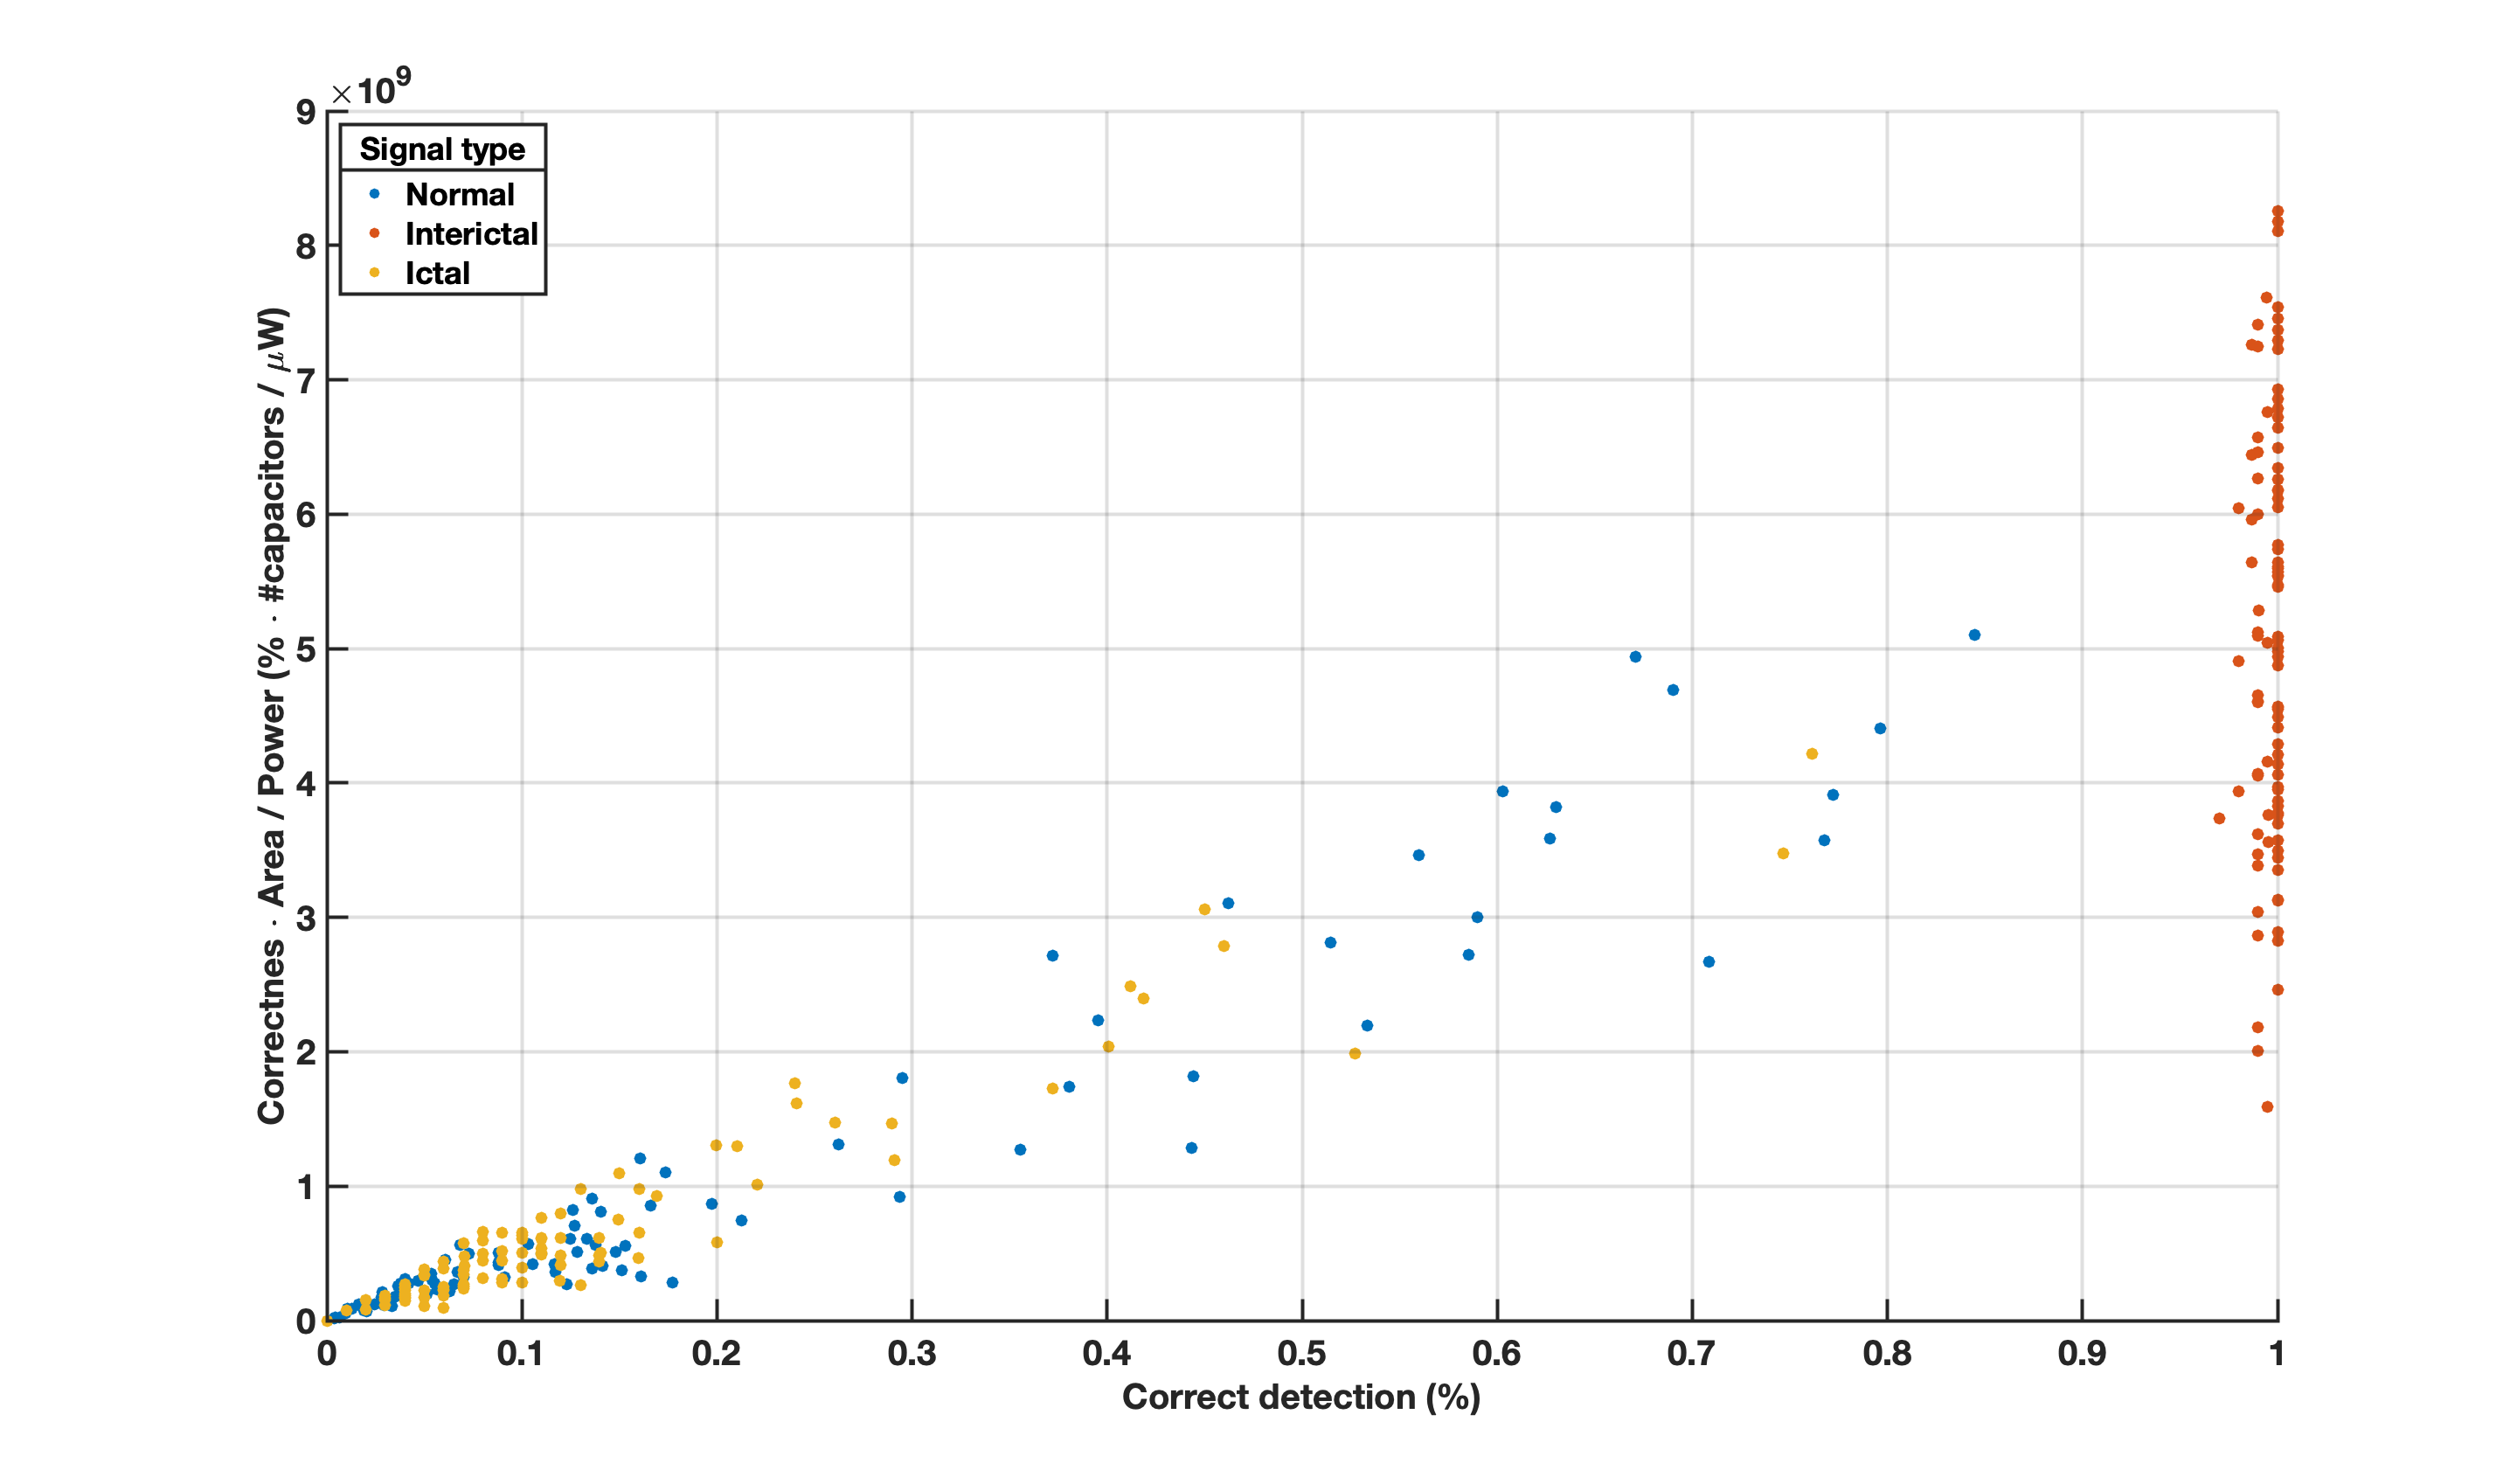 ×10⁹
9
8
7
6
5
4
3
2
1
0
Correctnes · Area / Power (% · #capacitors / μW)
Signal type
Normal
Interictal
Ictal
0 0.1 0.2 0.3 0.4 0.5 0.6 0.7 0.8 0.9 1
Correct detection (%)